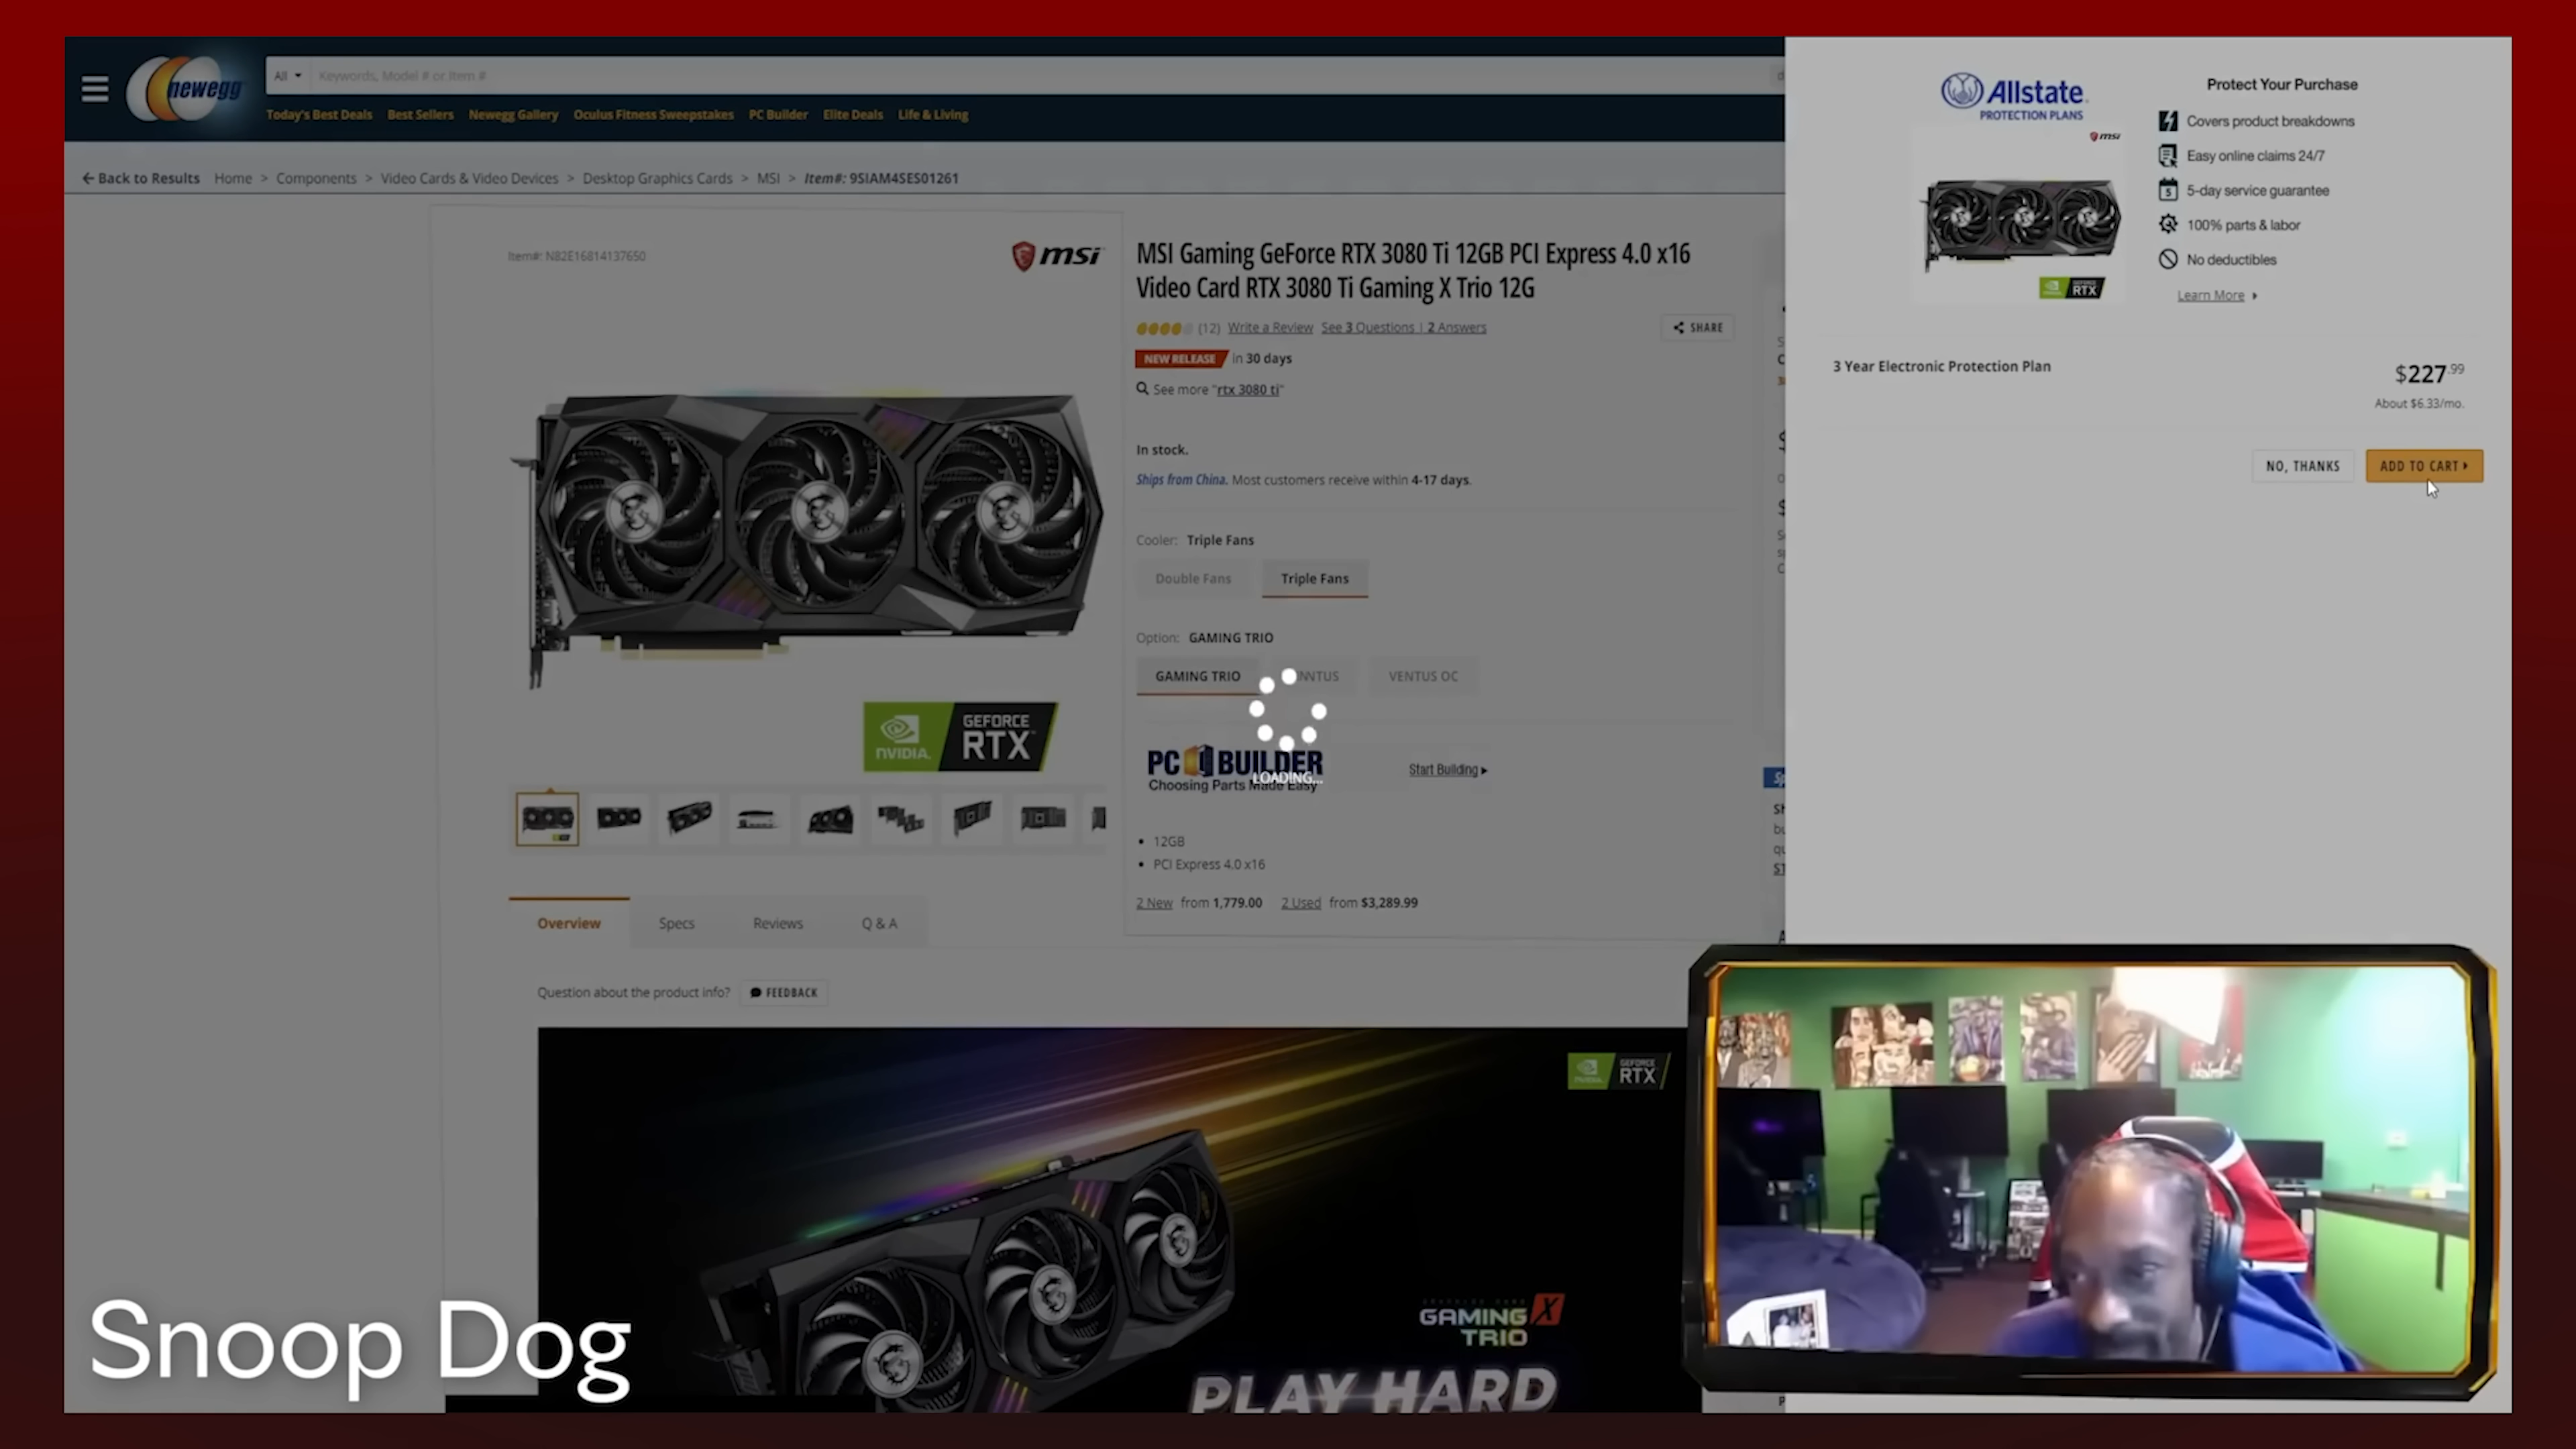 newegg
All
Keywords, Model # or Item #
Today's Best Deals Best Sellers Newegg Gallery Oculus Fitness Sweepstakes PC Builder Elite Deals Life & Living
Back to Results Home > Components > Video Cards & Video Devices > Desktop Graphics Cards > MSI > Item#: 9SIAM4SES01261
Item#: N82E16814137650
msi
MSI Gaming GeForce RTX 3080 Ti 12GB PCI Express 4.0 x16
Video Card RTX 3080 Ti Gaming X Trio 12G
(12) Write a Review See 3 Questions | 2 Answers
SHARE
NEW RELEASE in 30 days
See more "rtx 3080 ti"
In stock.
Ships from China. Most customers receive within 4-17 days.
Cooler: Triple Fans
Double Fans Triple Fans
Option: GAMING TRIO
GAMING TRIO VENTUS OC
PC BUILDER
Choosing Parts Made Easy
LOADING...
Start Building
12GB
PCI Express 4.0 x16
2 New from 1,779.00 2 Used from $3,289.99
NVIDIA.
GEFORCE
RTX
Overview Specs Reviews Q & A
Question about the product info? FEEDBACK
GEFORCE
RTX
GAMING X
TRIO
PLAY HARD
Allstate
PROTECTION PLANS
msi
RTX
Protect Your Purchase
Covers product breakdowns
Easy online claims 24/7
5-day service guarantee
100% parts & labor
No deductibles
Learn More
3 Year Electronic Protection Plan
$227.99
About $6.33/mo.
NO, THANKS
ADD TO CART
Snoop Dog